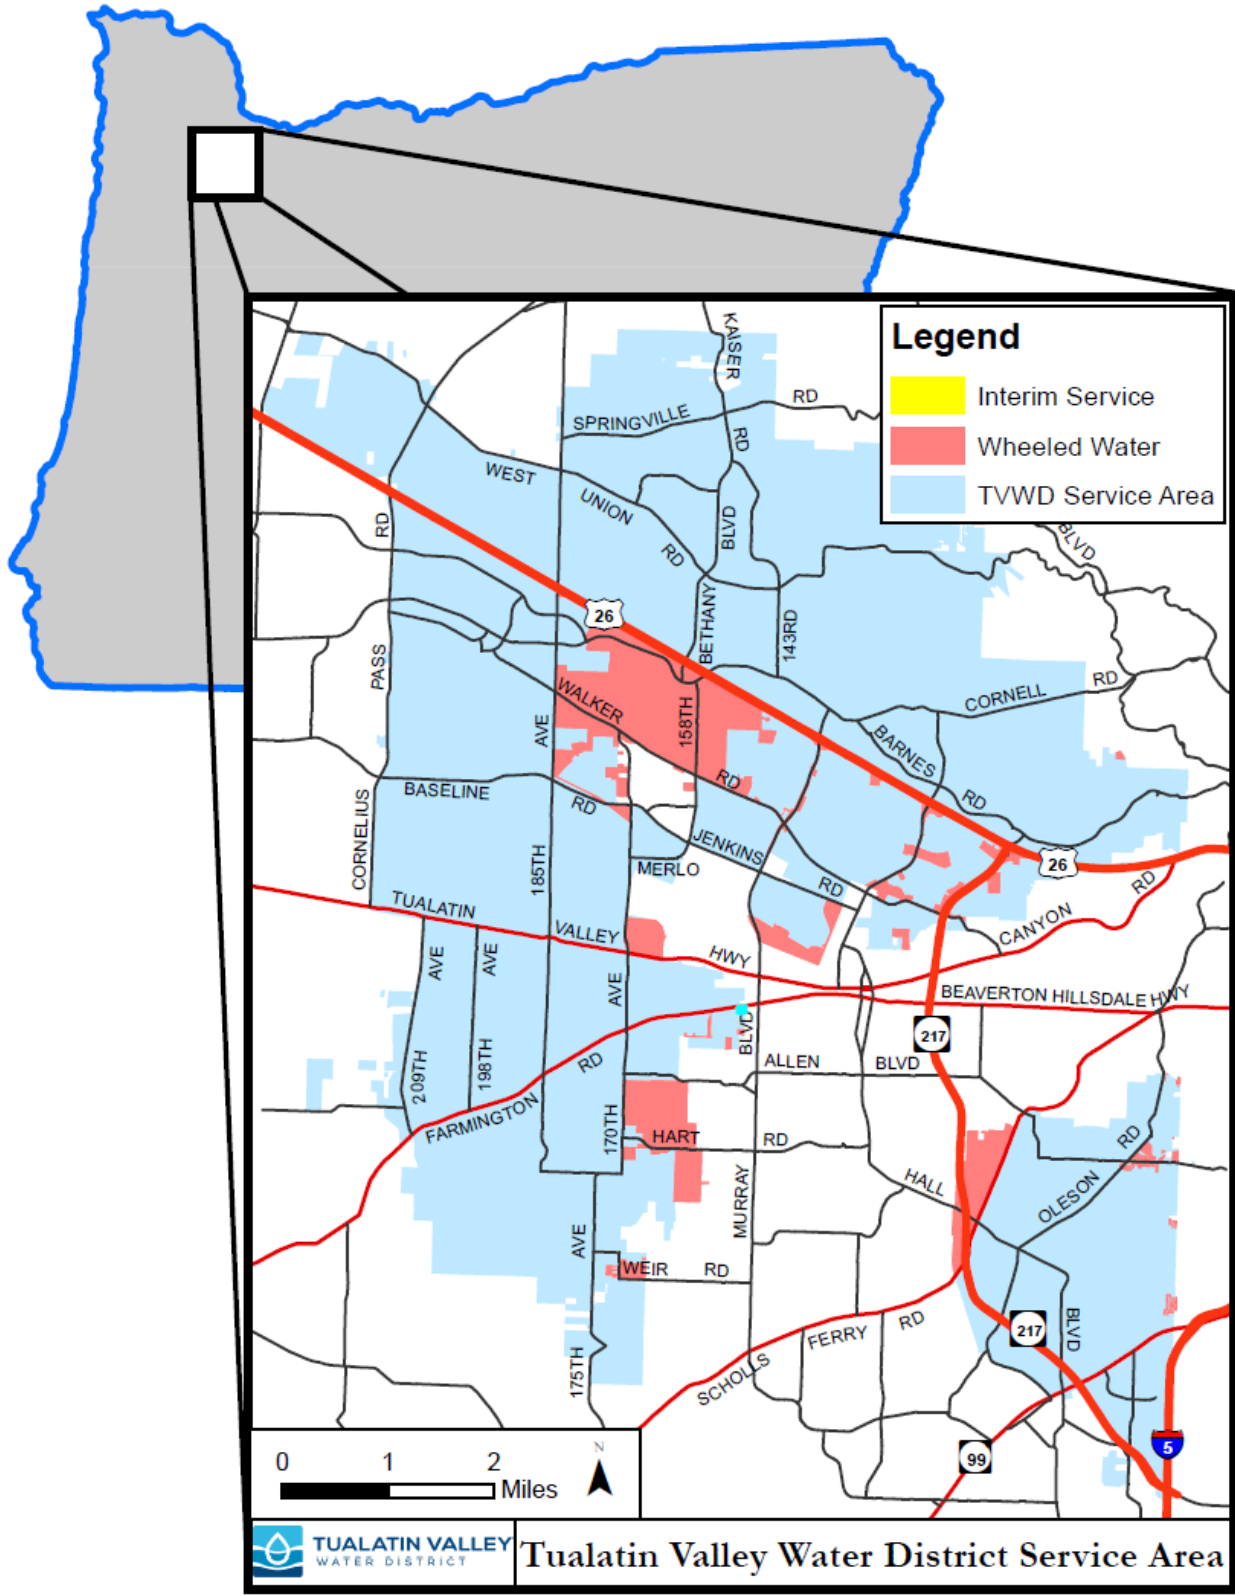 Legend
Interim Service
Wheeled Water
TVWD Service Area
KAISER
RD
SPRINGVILLE
RD
WEST
UNION
RD
BLVD
BLVD
RD
26
BETHANY
143RD
PASS
WALKER
158TH
AVE
CORNELL
RD
BARNES
RD
RD
BASELINE
RD
CORNELIUS
JENKINS
MERLO
RD
185TH
26
RD
TUALATIN
VALLEY
HWY
CANYON
AVE
AVE
AVE
BEAVERTON HILLSDALE HWY
BLVD
217
209TH
198TH
RD
ALLEN
BLVD
FARMINGTON
170TH
HART
RD
RD
OLESON
HALL
MURRAY
AVE
WEIR
RD
FERRY
RD
217
BLVD
SCHOLLS
175TH
5
99
0 1 2
Miles
N
TUALATIN VALLEY
WATER DISTRICT
Tualatin Valley Water District Service Area